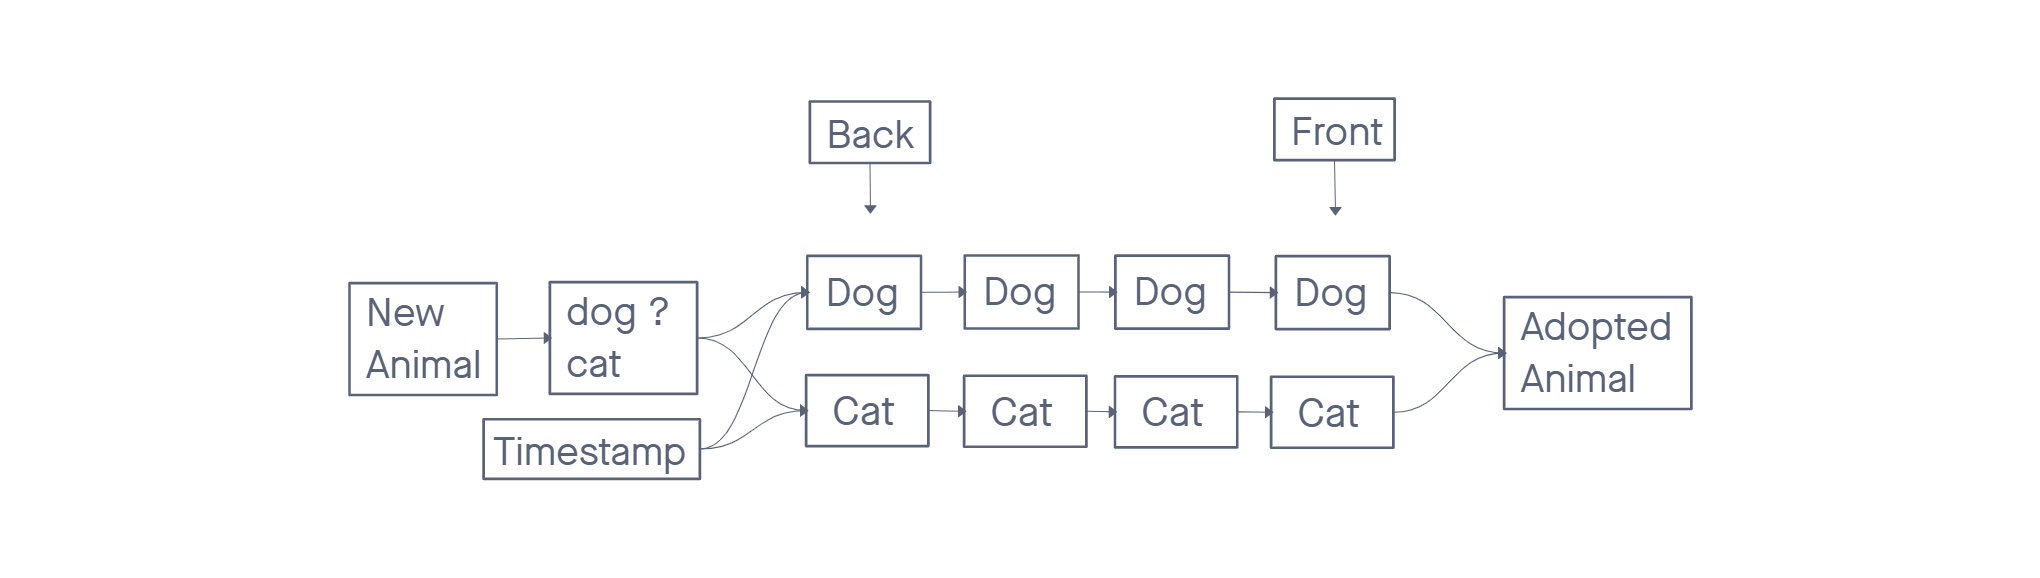 Back
Front
New
Animal
dog ?
cat
Timestamp
Dog
Dog
Dog
Dog
Cat
Cat
Cat
Cat
Adopted
Animal